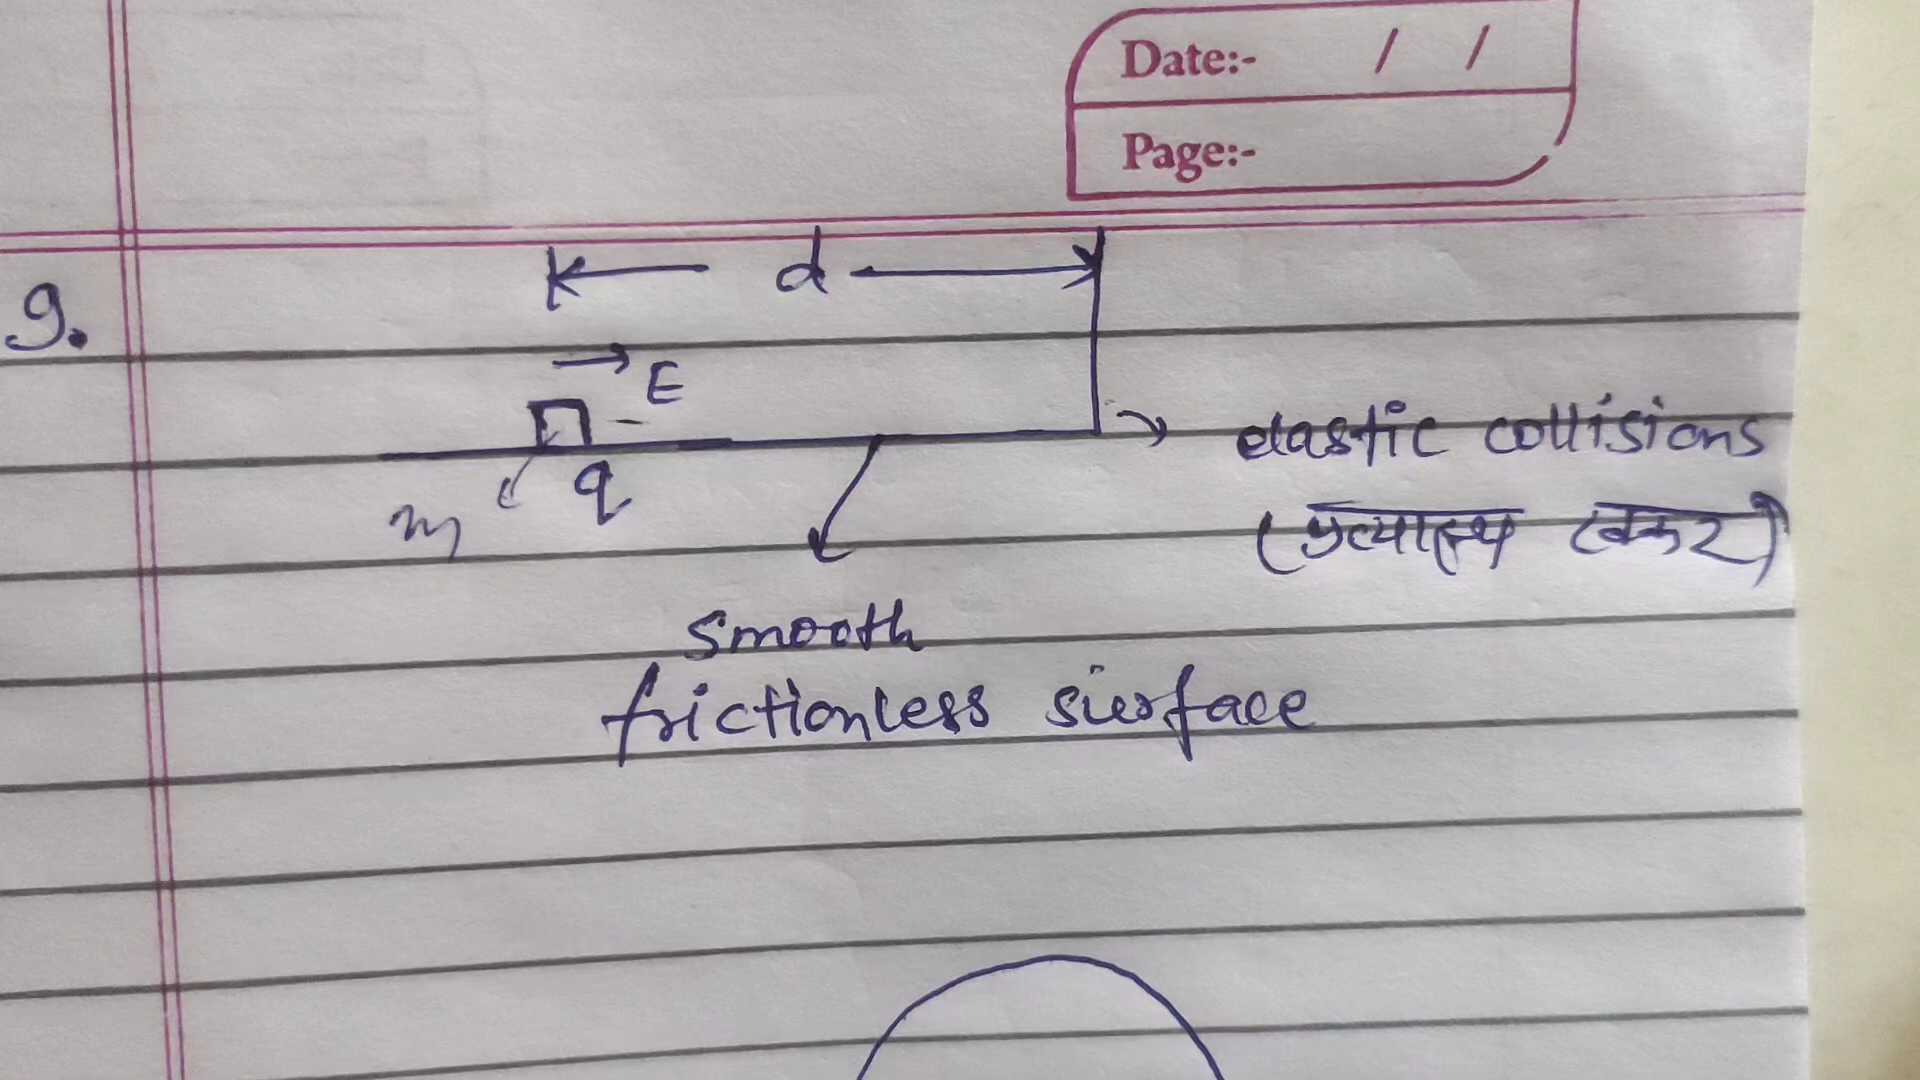 Date:- / /
Page:-
d
9.
E
elastic collisions
m q
(प्रत्यास्थ टक्कर)
smooth
frictionless surface